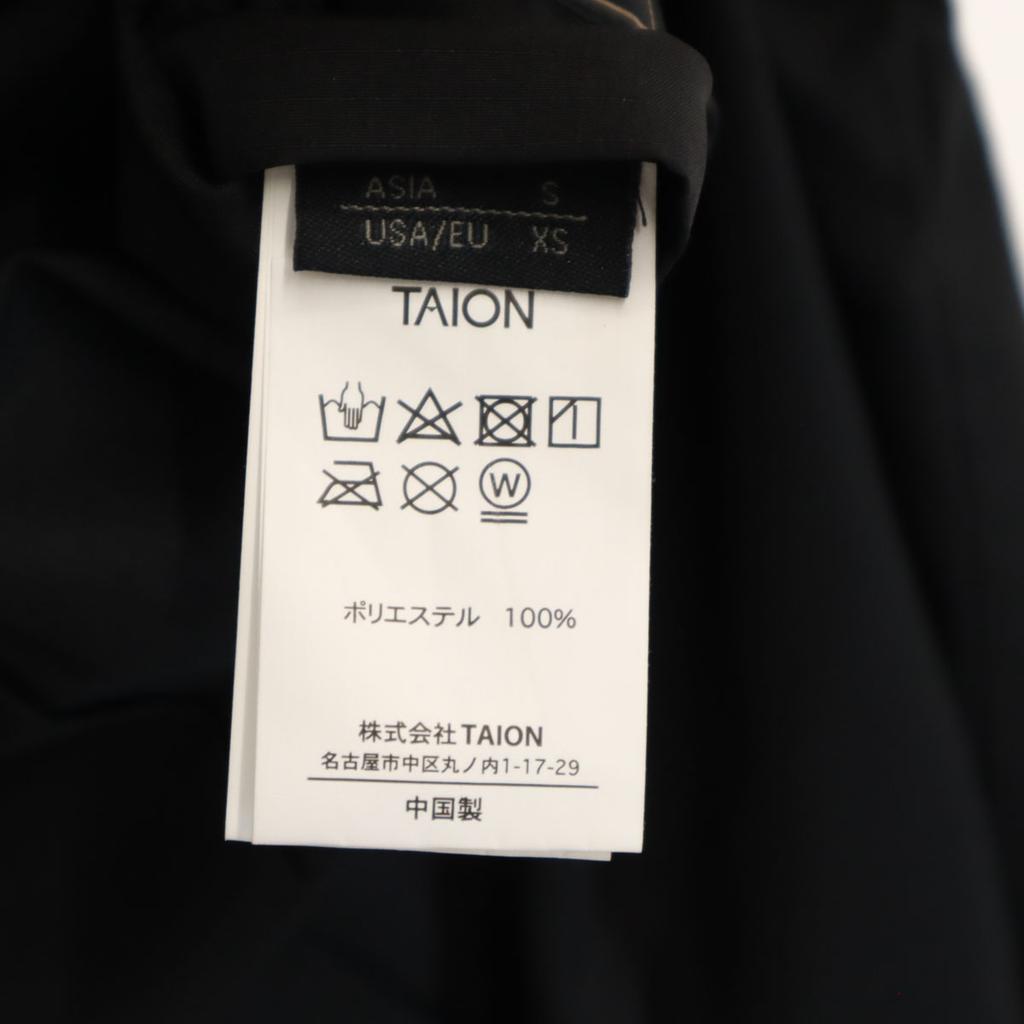 ASIA S
USA/EU XS
TAION
W
ポリエステル 100%
株式会社TAION
名古屋市中区丸ノ内1-17-29
中国製